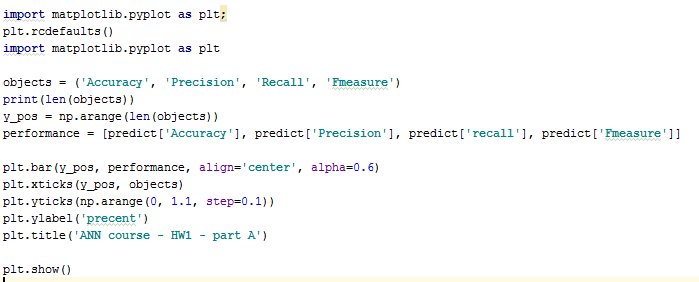 import matplotlib.pyplot as plt;
plt.rcdefaults()
import matplotlib.pyplot as plt
objects = ('Accuracy', 'Precision', 'Recall', 'Fmeasure')
print(len(objects))
y_pos = np.arange(len(objects))
performance = [predict['Accuracy'], predict['Precision'], predict['recall'], predict['Fmeasure']]
plt.bar(y_pos, performance, align='center', alpha=0.6)
plt.xticks(y_pos, objects)
plt.yticks(np.arange(0, 1.1, step=0.1))
plt.ylabel('precent')
plt.title('ANN course - HW1 - part A')
plt.show()